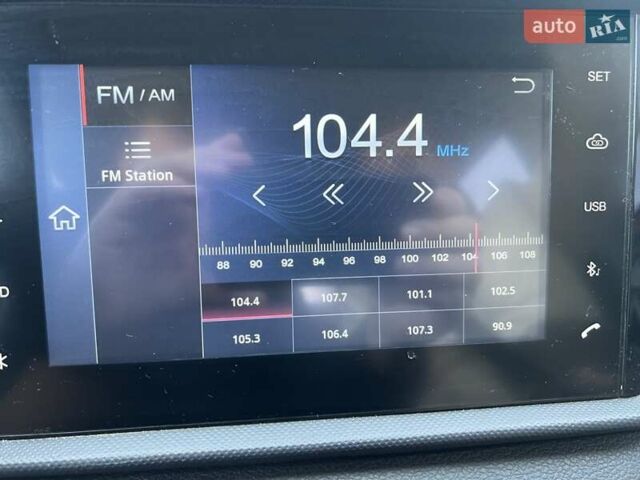 auto RIA .com
FM / AM
104.4 MHz
SET
FM Station
USB
88 90 92 94 96 98 100 102 104 106 108
104.4 107.7 101.1 102.5
105.3 106.4 107.3 90.9
D